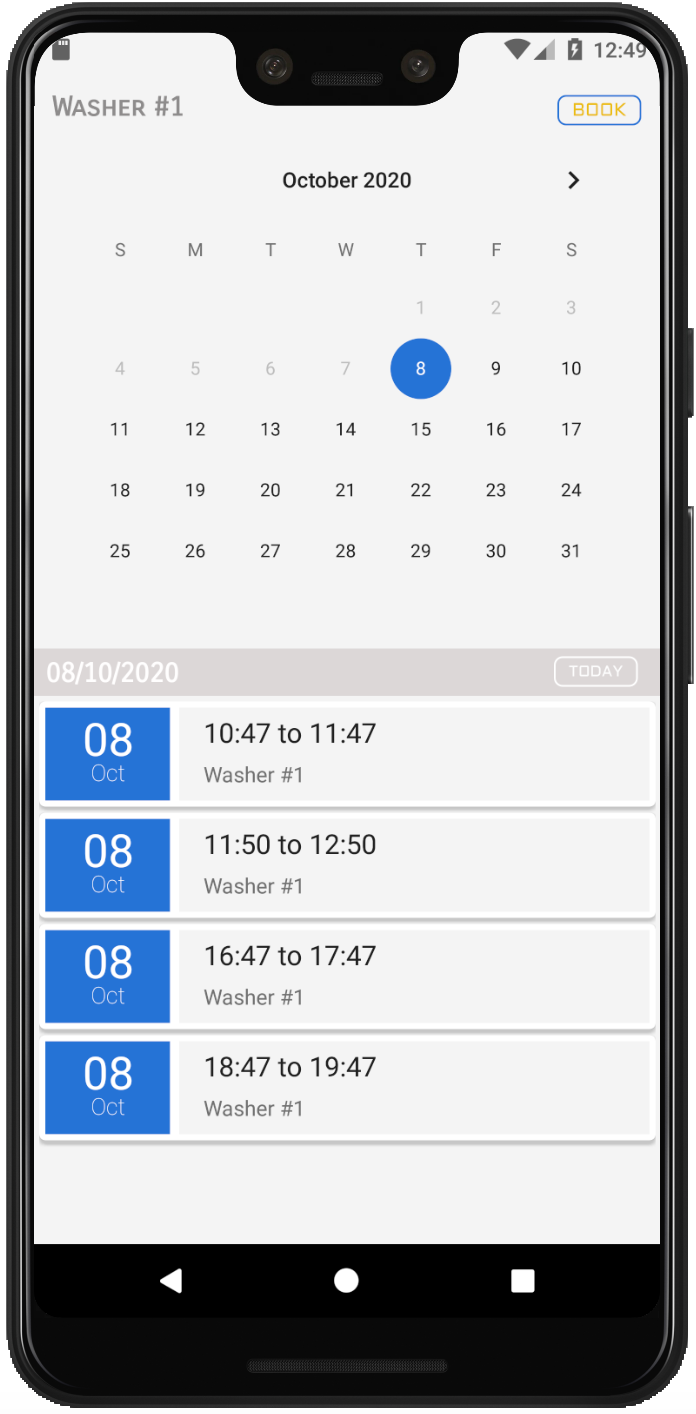 12:49
WASHER #1
BOOK
October 2020
S M T W T F S
1 2 3
4 5 6 7 8 9 10
11 12 13 14 15 16 17
18 19 20 21 22 23 24
25 26 27 28 29 30 31
08/10/2020
TODAY
08
Oct
10:47 to 11:47
Washer #1
08
Oct
11:50 to 12:50
Washer #1
08
Oct
16:47 to 17:47
Washer #1
08
Oct
18:47 to 19:47
Washer #1